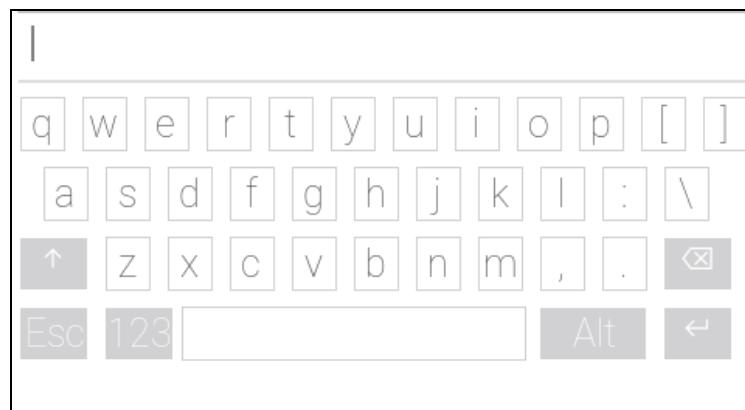 q w e r t y u i o p [ ]
a s d f g h j k l : \
↑ z x c v b n m , . ⌫
Esc 123 Alt ↵